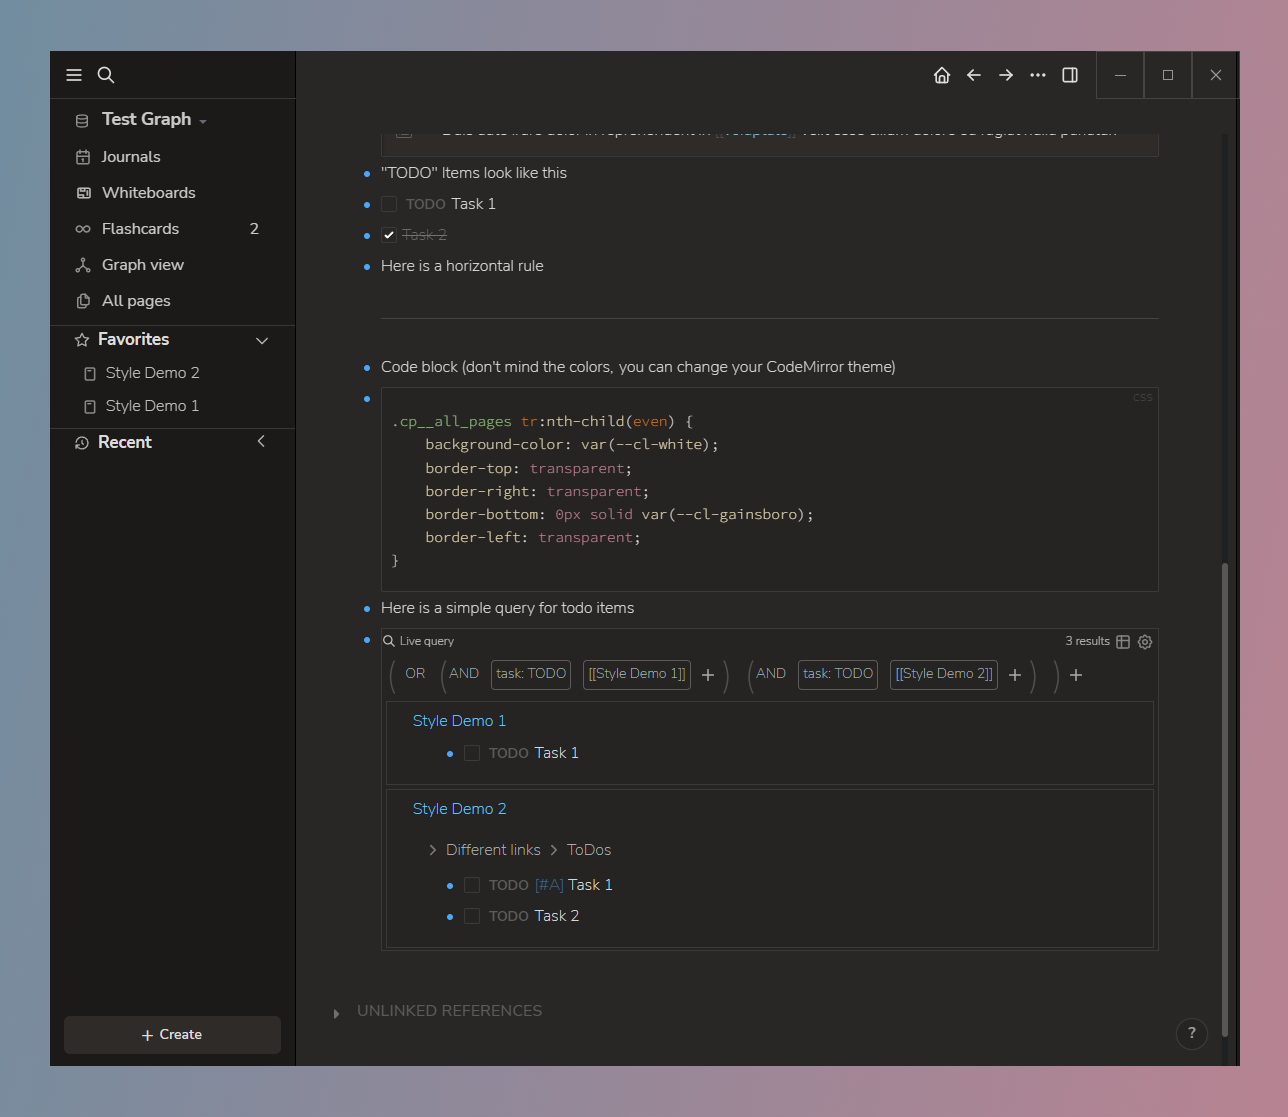 Test Graph
Journals
Whiteboards
Flashcards 2
Graph view
All pages
Favorites
Style Demo 2
Style Demo 1
Recent
+ Create
"TODO" Items look like this
TODO Task 1
Task 2
Here is a horizontal rule
Code block (don't mind the colors, you can change your CodeMirror theme)
css
.cp__all_pages tr:nth-child(even) {
background-color: var(--cl-white);
border-top: transparent;
border-right: transparent;
border-bottom: 0px solid var(--cl-gainsboro);
border-left: transparent;
}
Here is a simple query for todo items
Live query 3 results
( OR ( AND task: TODO [[Style Demo 1]] + ) ( AND task: TODO [[Style Demo 2]] + ) ) +
Style Demo 1
TODO Task 1
Style Demo 2
> Different links > ToDos
TODO [#A] Task 1
TODO Task 2
UNLINKED REFERENCES
?